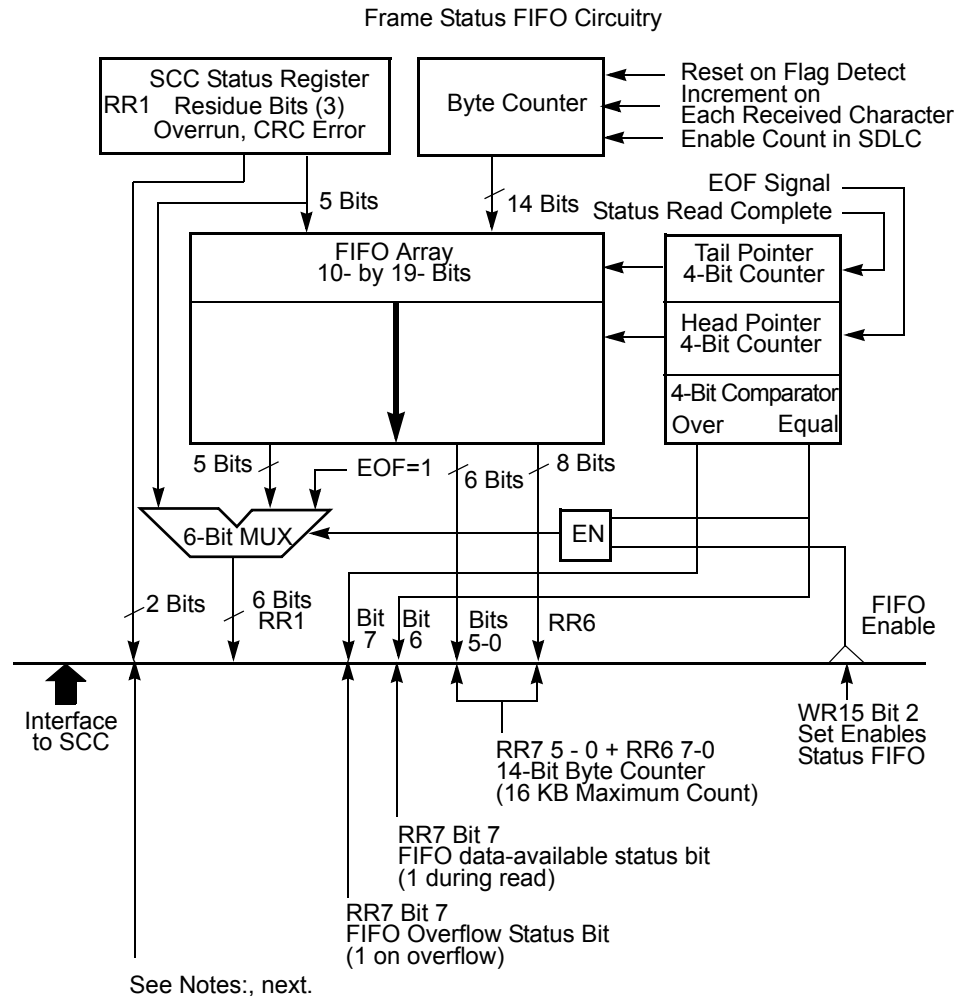 Frame Status FIFO Circuitry
SCC Status Register
RR1 Residue Bits (3)
Overrun, CRC Error
Byte Counter
Reset on Flag Detect
Increment on
Each Received Character
Enable Count in SDLC
EOF Signal
Status Read Complete
5 Bits
14 Bits
FIFO Array
10- by 19- Bits
Tail Pointer
4-Bit Counter
Head Pointer
4-Bit Counter
4-Bit Comparator
Over Equal
5 Bits
EOF=1
6 Bits
8 Bits
6-Bit MUX
EN
2 Bits
6 Bits
RR1
Bit
7
Bit
6
Bits
5-0
RR6
FIFO
Enable
Interface
to SCC
WR15 Bit 2
Set Enables
Status FIFO
RR7 5 - 0 + RR6 7-0
14-Bit Byte Counter
(16 KB Maximum Count)
RR7 Bit 7
FIFO data-available status bit
(1 during read)
RR7 Bit 7
FIFO Overflow Status Bit
(1 on overflow)
See Notes:, next.